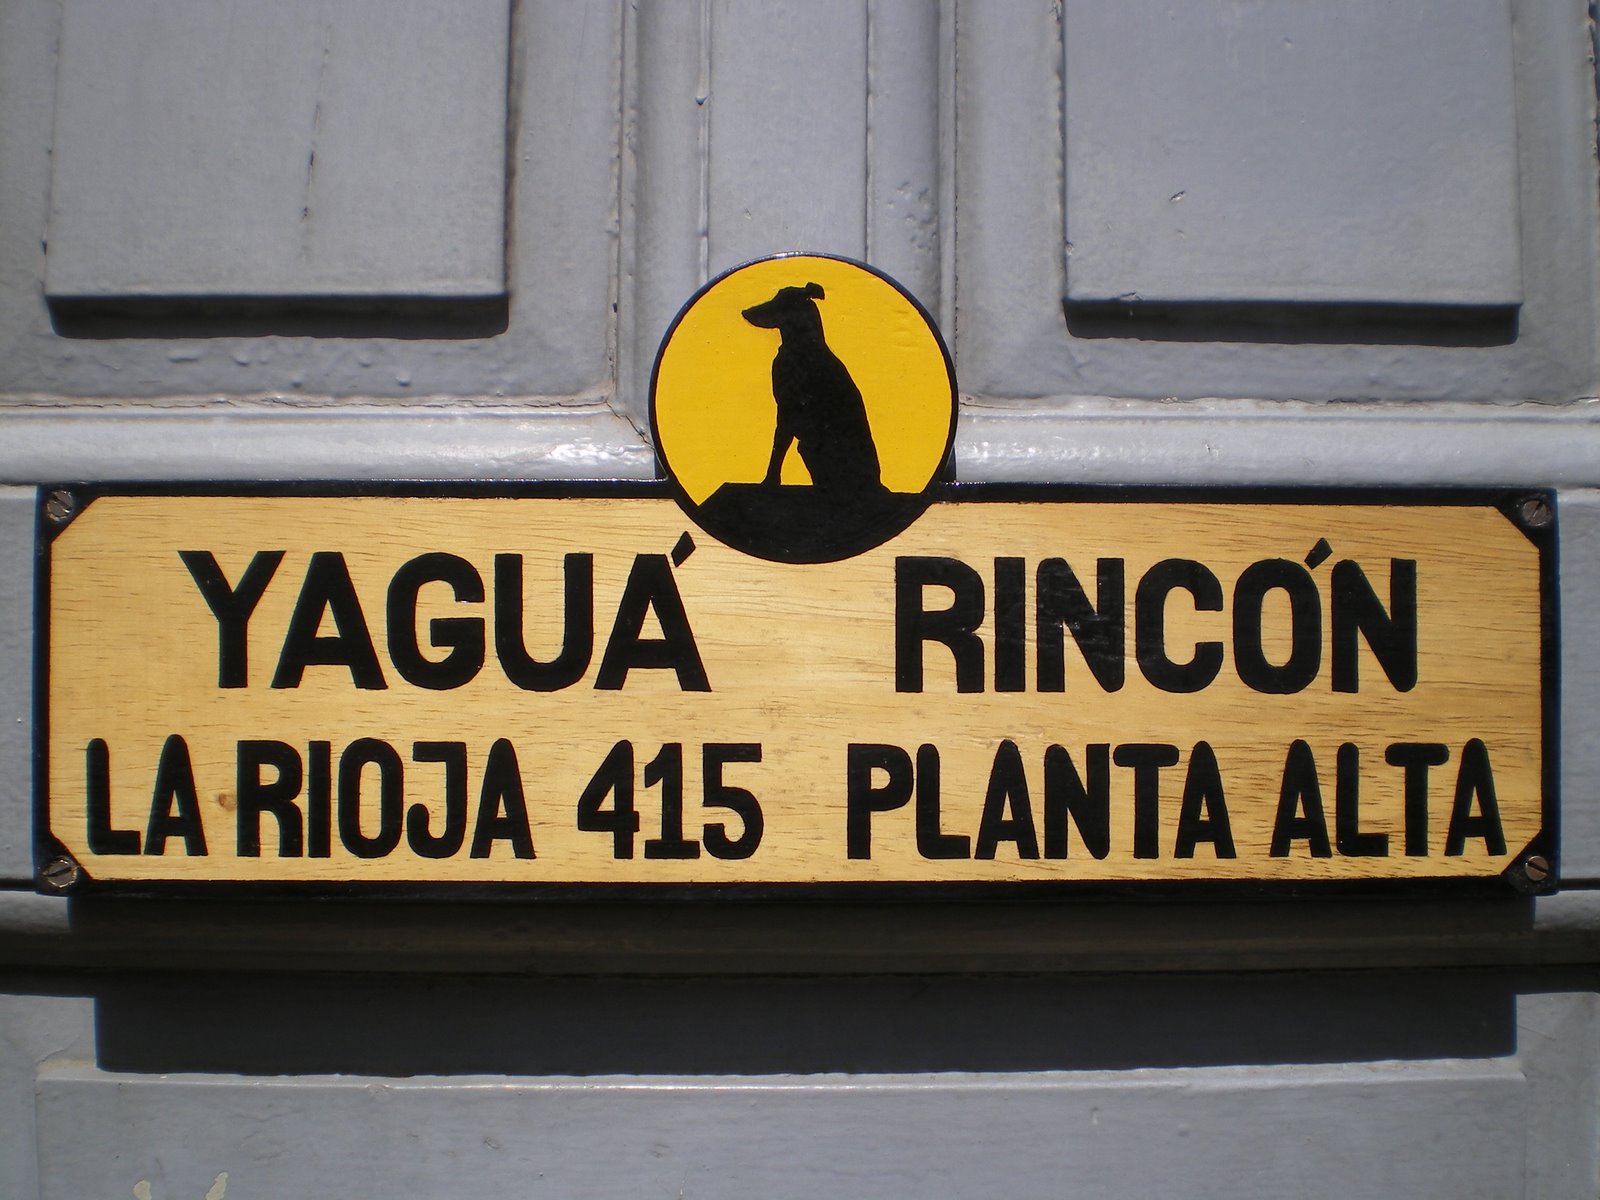 YAGUÁ RINCÓN
LA RIOJA 415 PLANTA ALTA